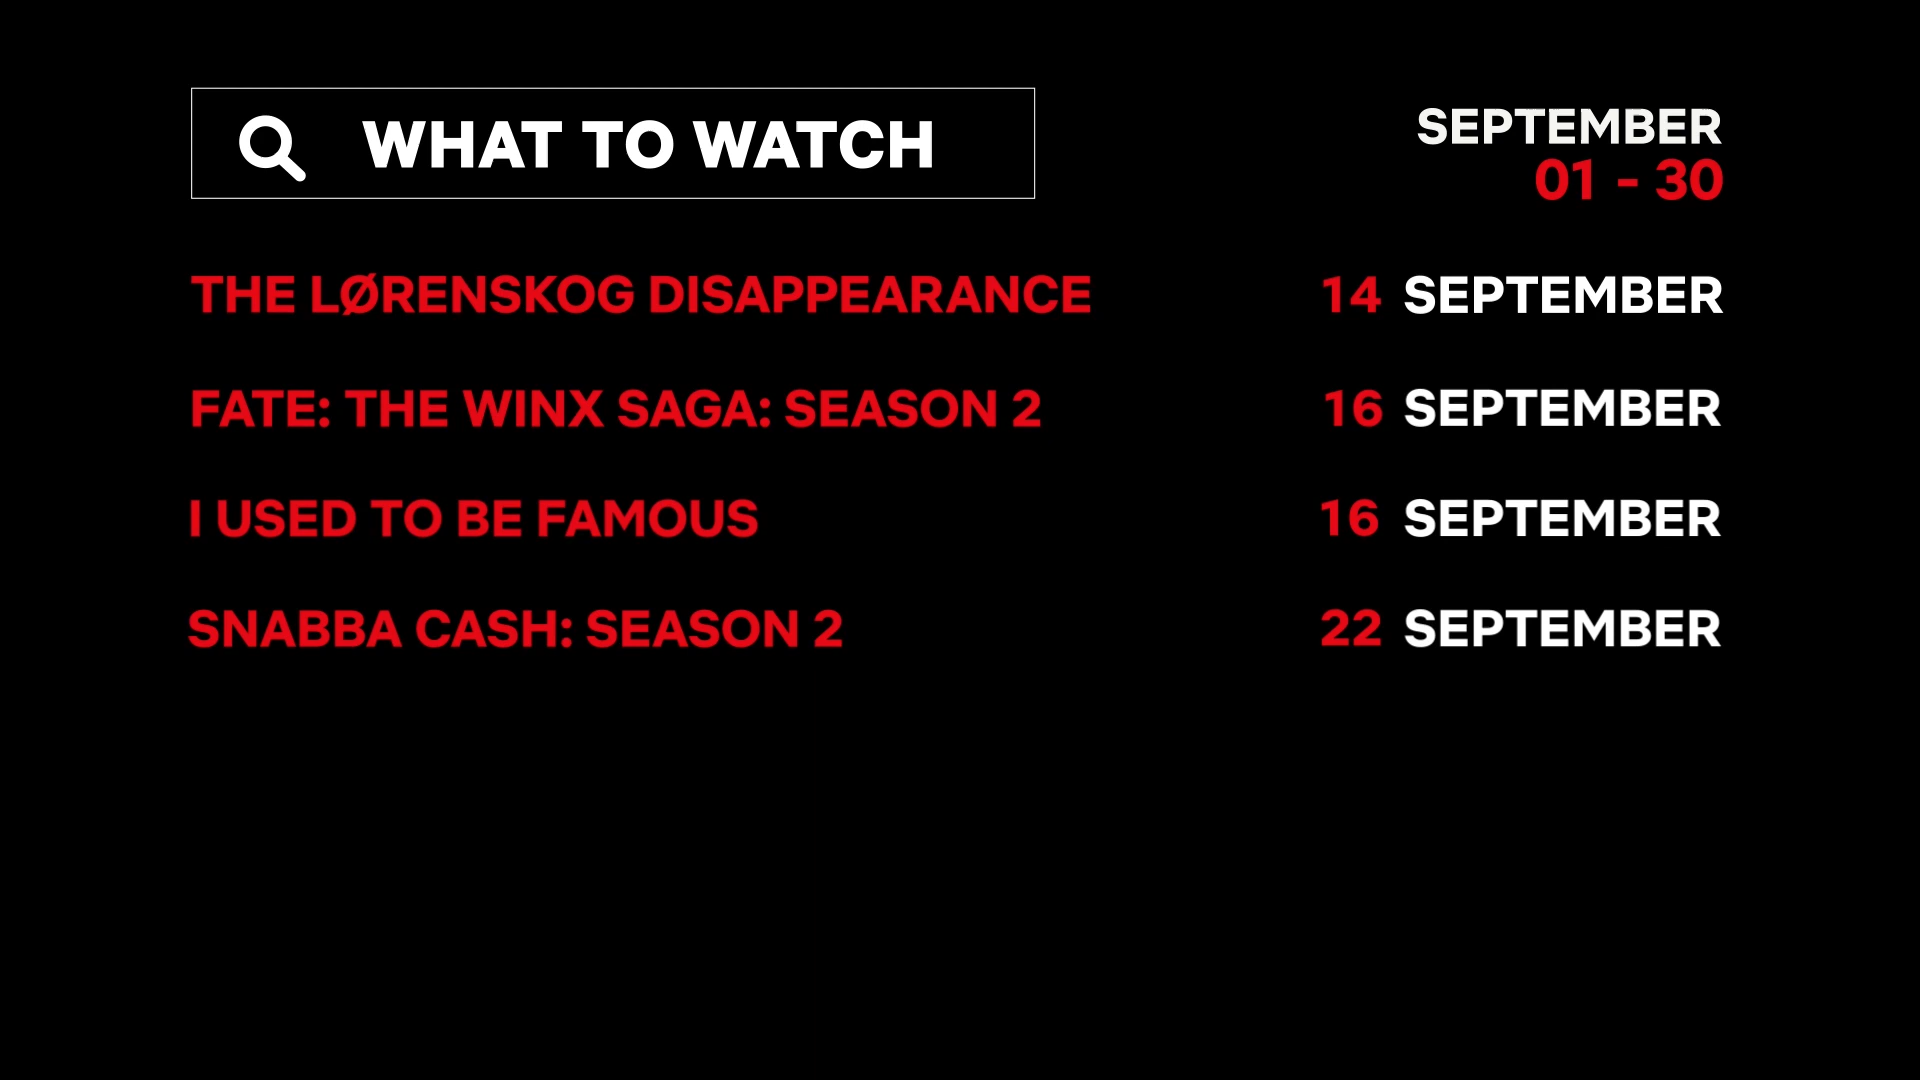 WHAT TO WATCH
SEPTEMBER
01 - 30
THE LØRENSKOG DISAPPEARANCE 14 SEPTEMBER
FATE: THE WINX SAGA: SEASON 2 16 SEPTEMBER
I USED TO BE FAMOUS 16 SEPTEMBER
SNABBA CASH: SEASON 2 22 SEPTEMBER